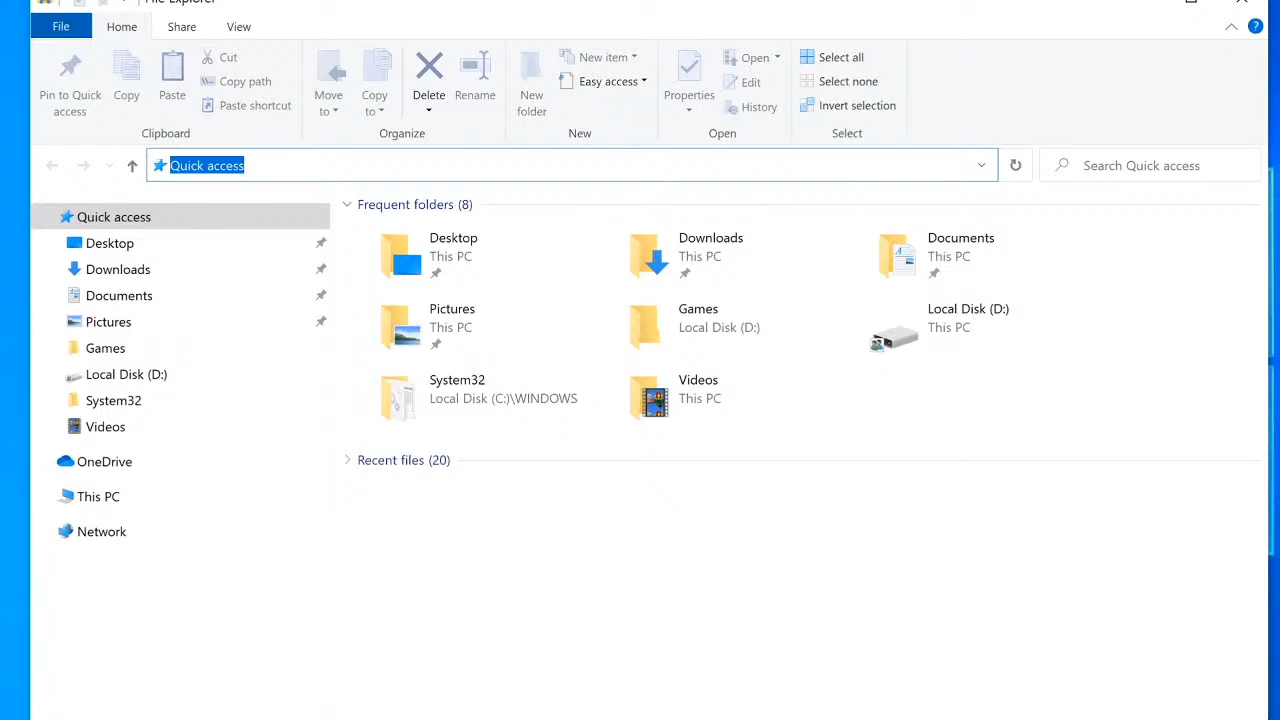 File Explorer
File Home Share View
Pin to Quick access
Copy
Paste
Cut
Copy path
Paste shortcut
Clipboard
Move to
Copy to
Delete
Rename
Organize
New folder
New item
Easy access
New
Properties
Open
Edit
History
Open
Select all
Select none
Invert selection
Select
Quick access
Search Quick access
Quick access
Desktop
Downloads
Documents
Pictures
Games
Local Disk (D:)
System32
Videos
OneDrive
This PC
Network
Frequent folders (8)
Desktop
This PC
Downloads
This PC
Documents
This PC
Pictures
This PC
Games
Local Disk (D:)
Local Disk (D:)
This PC
System32
Local Disk (C:)\WINDOWS
Videos
This PC
Recent files (20)